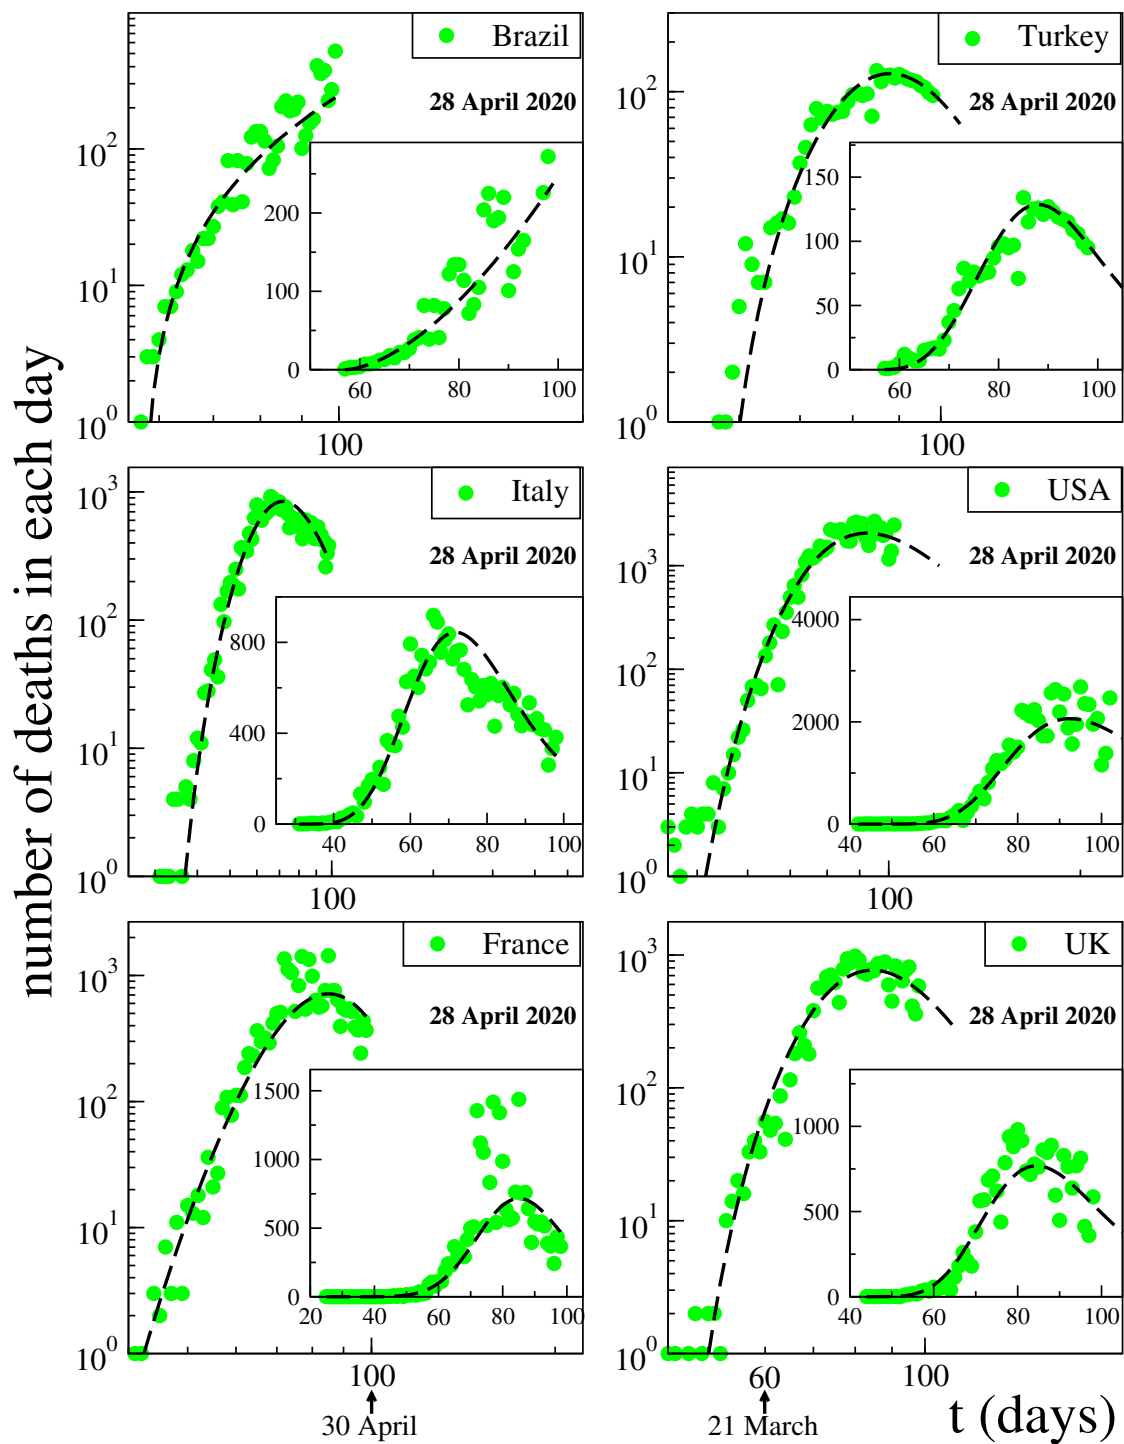 number of deaths in each day
Brazil
28 April 2020
10^2
10^1
10^0
100
200
100
0
60 80 100
Turkey
28 April 2020
10^2
10^1
10^0
100
150
100
50
0
60 80 100
Italy
28 April 2020
10^3
10^2
10^1
10^0
100
800
400
0
40 60 80 100
USA
28 April 2020
10^3
10^2
10^1
10^0
100
4000
2000
0
42 60 80 100
France
28 April 2020
10^3
10^2
10^1
10^0
100
30 April
1500
1000
500
0
20 40 60 80 100
UK
28 April 2020
10^3
10^2
10^1
10^0
60 100
21 March
1000
500
0
40 60 80 100
t (days)